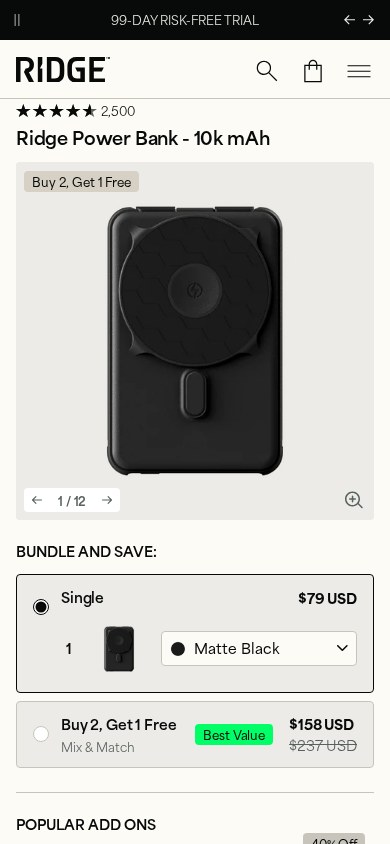 99-DAY RISK-FREE TRIAL
RIDGE
2,500
Ridge Power Bank - 10k mAh
Buy 2, Get 1 Free
1 / 12
BUNDLE AND SAVE:
Single
$79 USD
1
Matte Black
Buy 2, Get 1 Free
Mix & Match
Best Value
$158 USD
$237 USD
POPULAR ADD ONS
40% Off